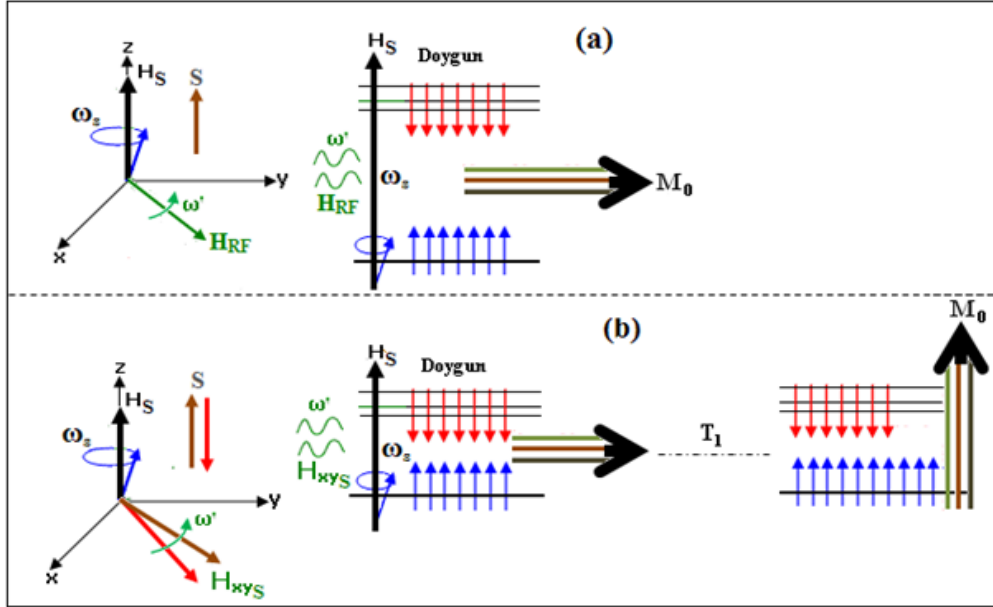 (a)
z
H_S
S
ω_s
y
ω'
H_RF
x
H_S
Doygun
ω'
H_RF
ω_s
M_0
(b)
z
H_S
S
ω_s
y
ω'
H_xyS
x
H_S
Doygun
ω'
H_xyS
ω_s
T_1
M_0